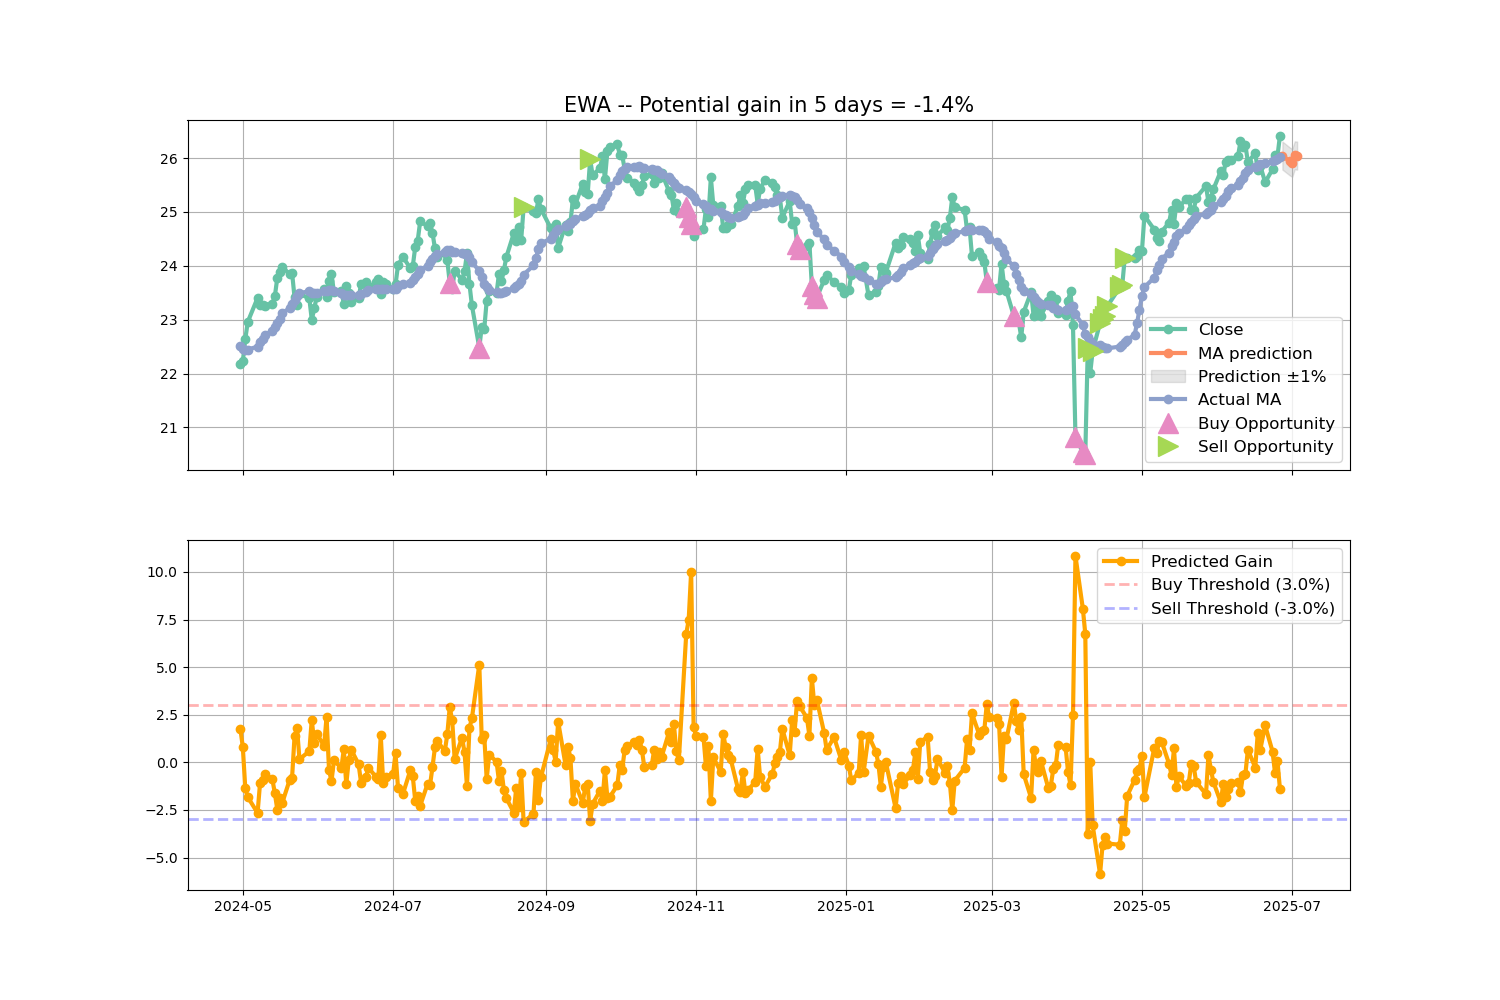 EWA -- Potential gain in 5 days = -1.4%
26
25
24
23
22
21
Close
MA prediction
Prediction ±1%
Actual MA
Buy Opportunity
Sell Opportunity
10.0
7.5
5.0
2.5
0.0
−2.5
−5.0
Predicted Gain
Buy Threshold (3.0%)
Sell Threshold (-3.0%)
2024-05 2024-07 2024-09 2024-11 2025-01 2025-03 2025-05 2025-07